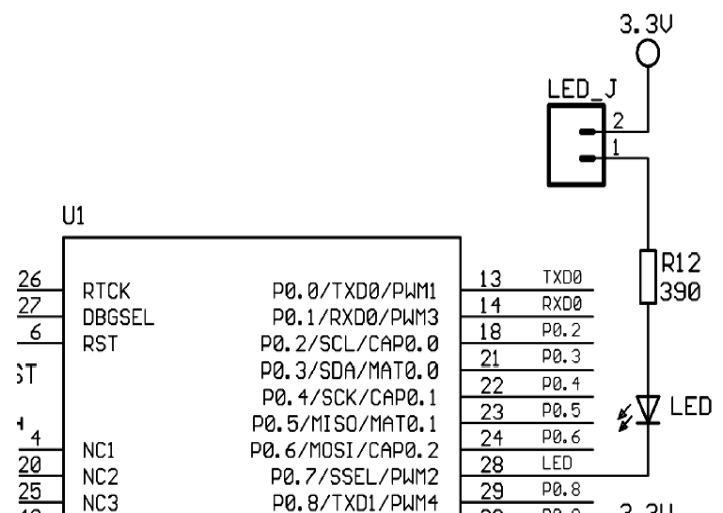 3.3V
LED_J
2
1
U1
R12
390
26 RTCK P0.0/TXD0/PWM1 13 TXD0
27 DBGSEL P0.1/RXD0/PWM3 14 RXD0
6 RST P0.2/SCL/CAP0.0 18 P0.2
ST P0.3/SDA/MAT0.0 21 P0.3
P0.4/SCK/CAP0.1 22 P0.4
LED
P0.5/MISO/MAT0.1 23 P0.5
4 NC1 P0.6/MOSI/CAP0.2 24 P0.6
20 NC2 P0.7/SSEL/PWM2 28 LED
25 NC3 P0.8/TXD1/PWM4 29 P0.8
3.3V